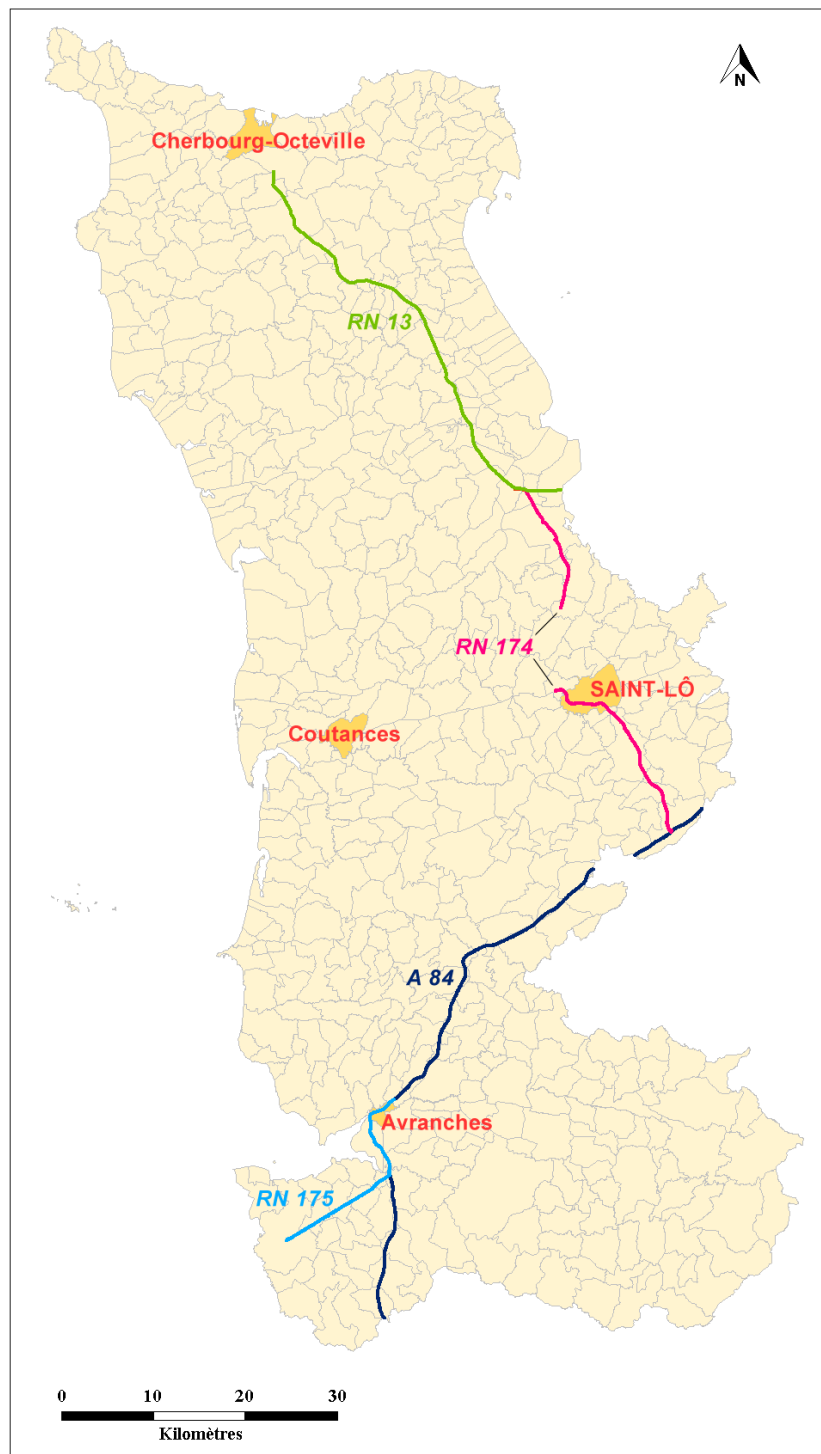 N
Cherbourg-Octeville
RN 13
RN 174
SAINT-LÔ
Coutances
A 84
Avranches
RN 175
0 10 20 30
Kilomètres